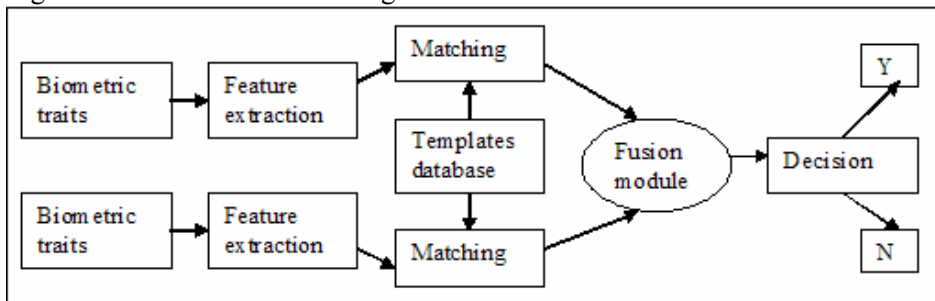 Matching
Y
Biometric
traits
Feature
extraction
Templates
database
Fusion
module
Decision
Biometric
traits
Feature
extraction
Matching
N